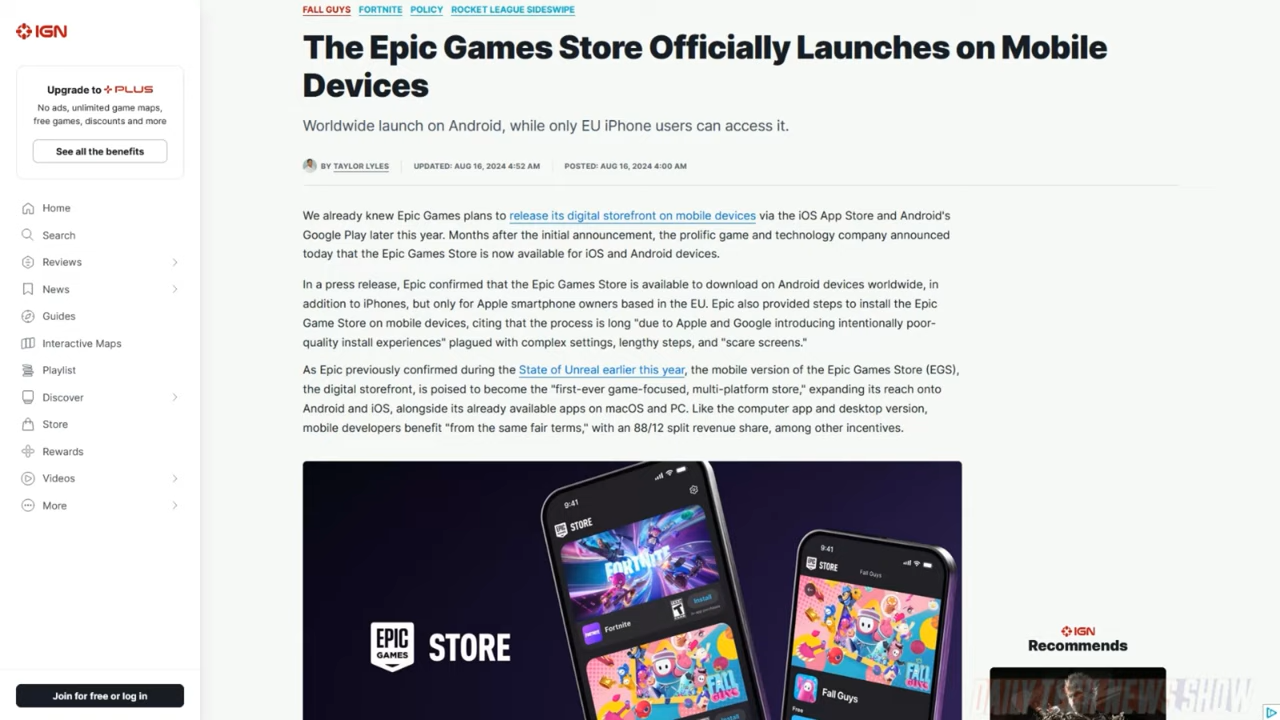 IGN
Upgrade to PLUS
No ads, unlimited game maps,
free games, discounts and more
See all the benefits
Home
Search
Reviews
News
Guides
Interactive Maps
Playlist
Discover
Store
Rewards
Videos
More
Join for free or log in
FALL GUYS FORTNITE POLICY ROCKET LEAGUE SIDESWIPE
The Epic Games Store Officially Launches on Mobile
Devices
Worldwide launch on Android, while only EU iPhone users can access it.
BY TAYLOR LYLES UPDATED: AUG 16, 2024 4:52 AM POSTED: AUG 16, 2024 4:00 AM
We already knew Epic Games plans to release its digital storefront on mobile devices via the iOS App Store and Android's
Google Play later this year. Months after the initial announcement, the prolific game and technology company announced
today that the Epic Games Store is now available for iOS and Android devices.
In a press release, Epic confirmed that the Epic Games Store is available to download on Android devices worldwide, in
addition to iPhones, but only for Apple smartphone owners based in the EU. Epic also provided steps to install the Epic
Game Store on mobile devices, citing that the process is long "due to Apple and Google introducing intentionally poor-
quality install experiences" plagued with complex settings, lengthy steps, and "scare screens."
As Epic previously confirmed during the State of Unreal earlier this year, the mobile version of the Epic Games Store (EGS),
the digital storefront, is poised to become the "first-ever game-focused, multi-platform store," expanding its reach onto
Android and iOS, alongside its already available apps on macOS and PC. Like the computer app and desktop version,
mobile developers benefit "from the same fair terms," with an 88/12 split revenue share, among other incentives.
EPIC GAMES STORE
9:41
EPIC STORE
FORTNITE
Install
Fortnite
FALL GUYS
Install
9:41
EPIC STORE
Fall Guys
FALL GUYS
Fall Guys
Free
IGN
Recommends
DAILY TECH NEWS SHOW